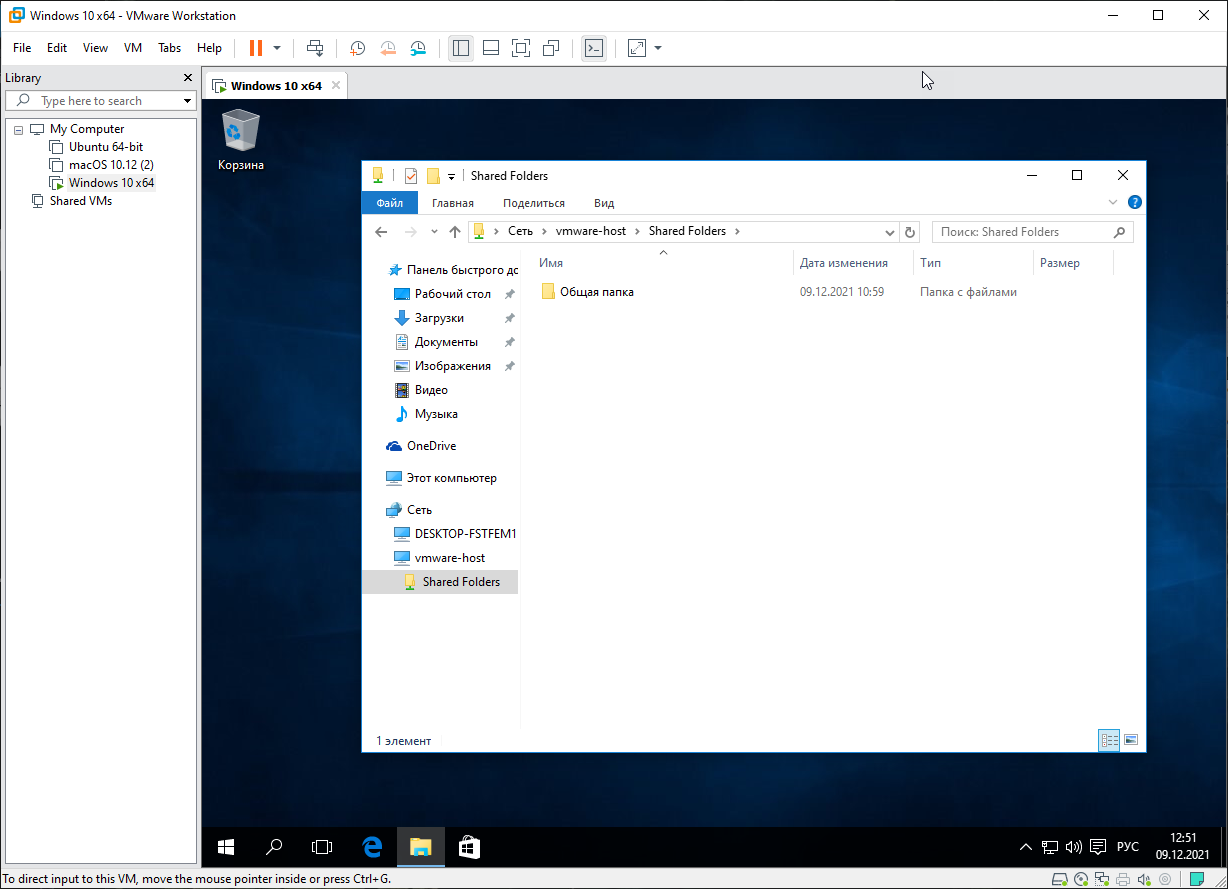 Windows 10 x64 - VMware Workstation
File Edit View VM Tabs Help
Library
Type here to search
My Computer
Ubuntu 64-bit
macOS 10.12 (2)
Windows 10 x64
Shared VMs
Windows 10 x64
Корзина
Shared Folders
Файл Главная Поделиться Вид
Сеть vmware-host Shared Folders
Поиск: Shared Folders
Панель быстрого дс
Рабочий стол
Загрузки
Документы
Изображения
Видео
Музыка
OneDrive
Этот компьютер
Сеть
DESKTOP-FSTFEM1
vmware-host
Shared Folders
Имя Дата изменения Тип Размер
Общая папка 09.12.2021 10:59 Папка с файлами
1 элемент
РУС
12:51
09.12.2021
To direct input to this VM, move the mouse pointer inside or press Ctrl+G.